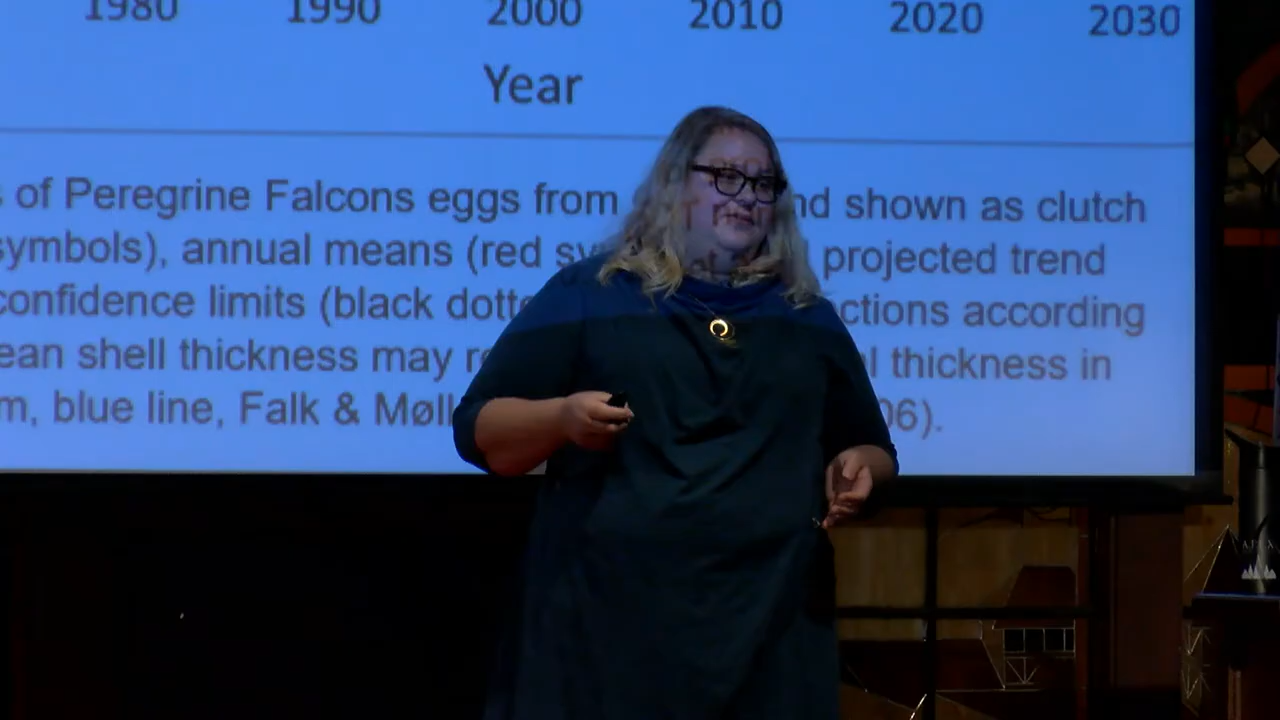 1980 1990 2000 2010 2020 2030
Year
of Peregrine Falcons eggs from nd shown as clutch
symbols), annual means (red sy projected trend
confidence limits (black dotte ctions according
ean shell thickness may r l thickness in
m, blue line, Falk & Møll 06).